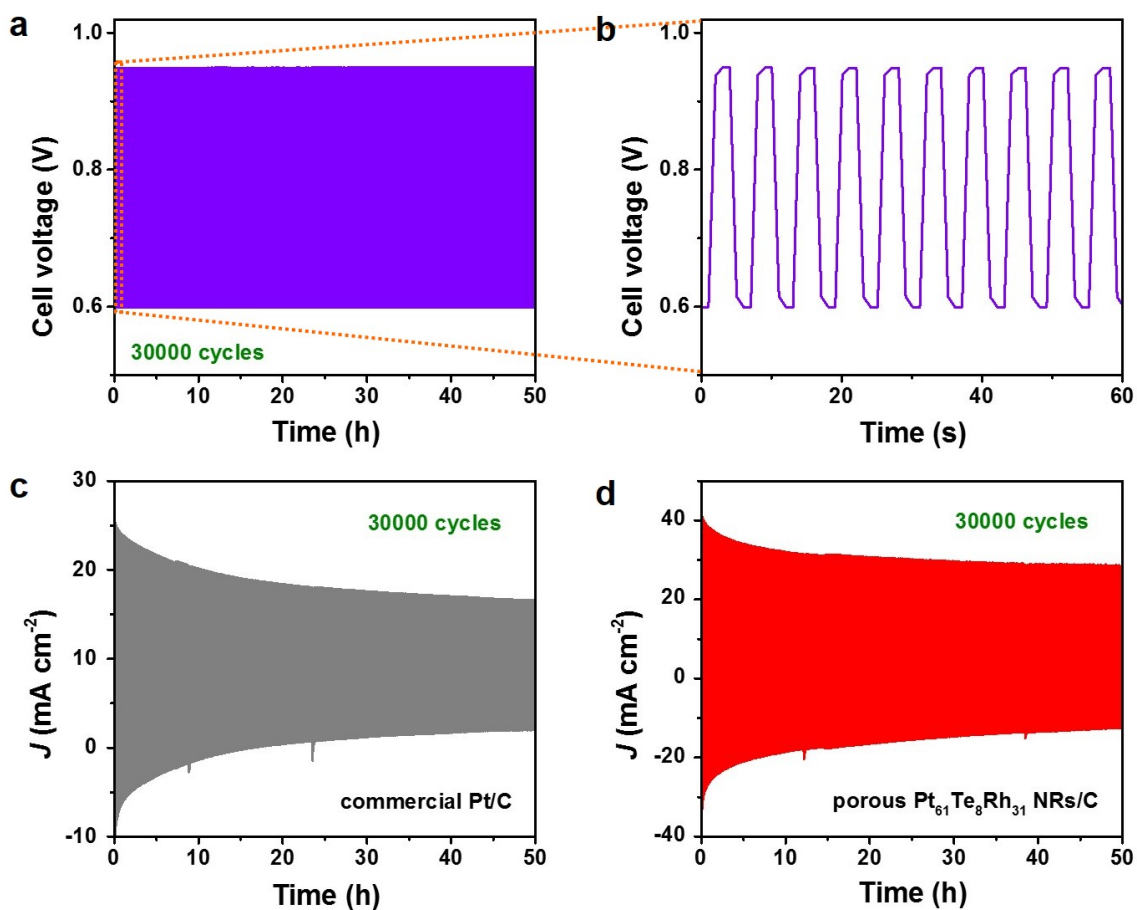 a
1.0
0.8
0.6
Cell voltage (V)
30000 cycles
0 10 20 30 40 50
Time (h)
b
1.0
0.8
0.6
Cell voltage (V)
0 10 20 30 40 50 60
Time (s)
c
30
20
10
0
-10
J (mA cm-2)
30000 cycles
commercial Pt/C
0 10 20 30 40 50
Time (h)
d
40
20
0
-20
-40
J (mA cm-2)
30000 cycles
porous Pt61Te8Rh31 NRs/C
0 10 20 30 40 50
Time (h)